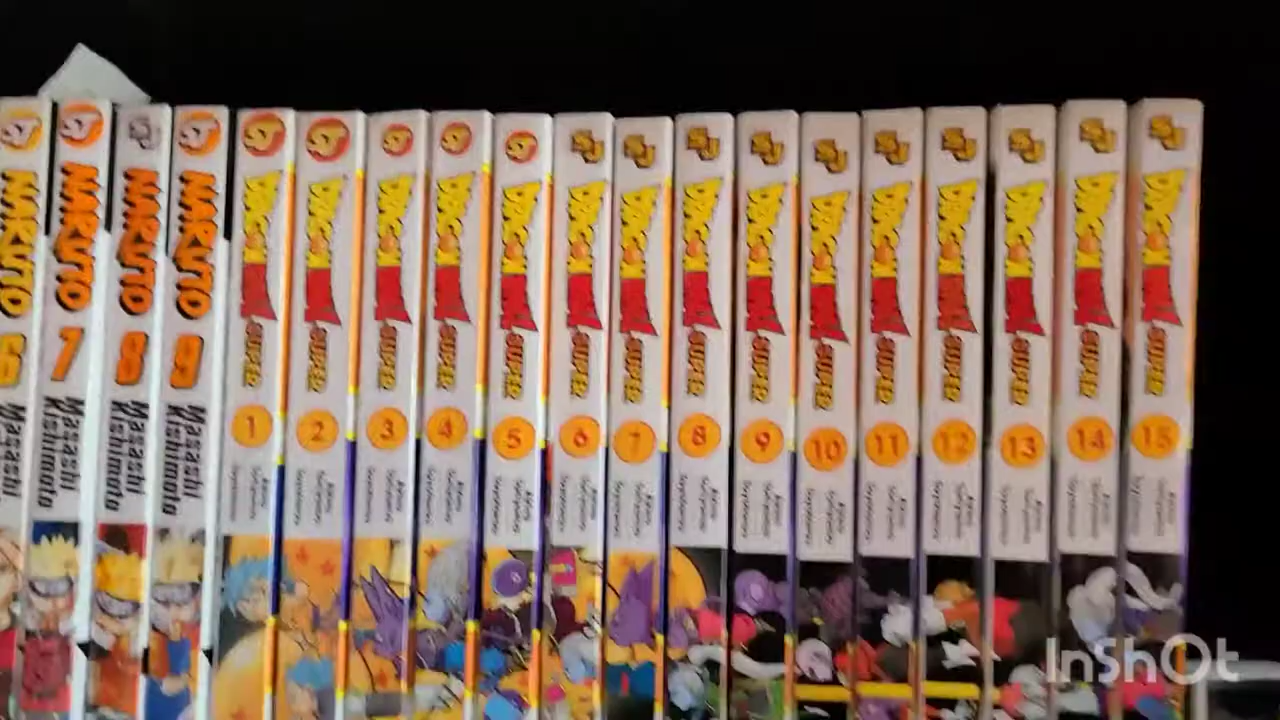 NARUTO 6 Masashi
NARUTO 7 Masashi Kishimoto
NARUTO 8 Masashi Kishimoto
NARUTO 9 Masashi Kishimoto
DRAGON BALL SUPER 1
DRAGON BALL SUPER 2
DRAGON BALL SUPER 3
DRAGON BALL SUPER 4
DRAGON BALL SUPER 5
DRAGON BALL SUPER 6
DRAGON BALL SUPER 7
DRAGON BALL SUPER 8
DRAGON BALL SUPER 9
DRAGON BALL SUPER 10
DRAGON BALL SUPER 11
DRAGON BALL SUPER 12
DRAGON BALL SUPER 13
DRAGON BALL SUPER 14
DRAGON BALL SUPER 15
InShOt